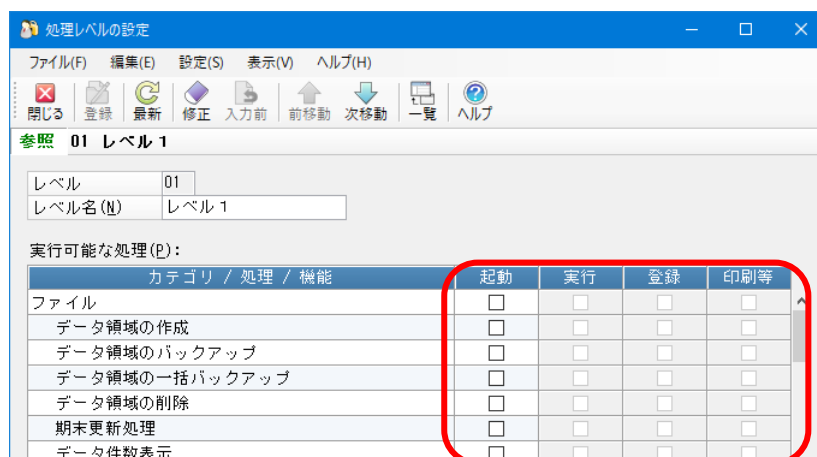 処理レベルの設定
ファイル(F) 編集(E) 設定(S) 表示(V) ヘルプ(H)
閉じる 登録 最新 修正 入力前 前移動 次移動 一覧 ヘルプ
参照 01 レベル１
レベル 01
レベル名(N) レベル１
実行可能な処理(P):
カテゴリ / 処理 / 機能 起動 実行 登録 印刷等
ファイル
データ領域の作成
データ領域のバックアップ
データ領域の一括バックアップ
データ領域の削除
期末更新処理
データ件数表示